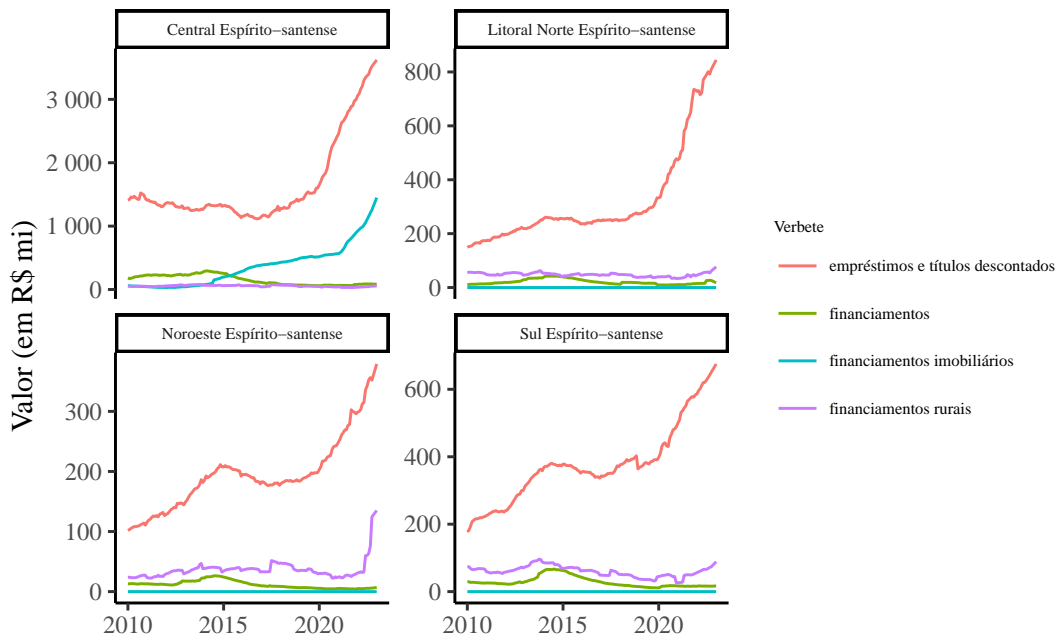 Central Espírito−santense
Litoral Norte Espírito−santense
3 000
2 000
1 000
0
800
600
400
200
0
Noroeste Espírito−santense
Sul Espírito−santense
300
200
100
0
600
400
200
0
2010
2015
2020
2010
2015
2020
Valor (em R$ mi)
Verbete
empréstimos e títulos descontados
financiamentos
financiamentos imobiliários
financiamentos rurais